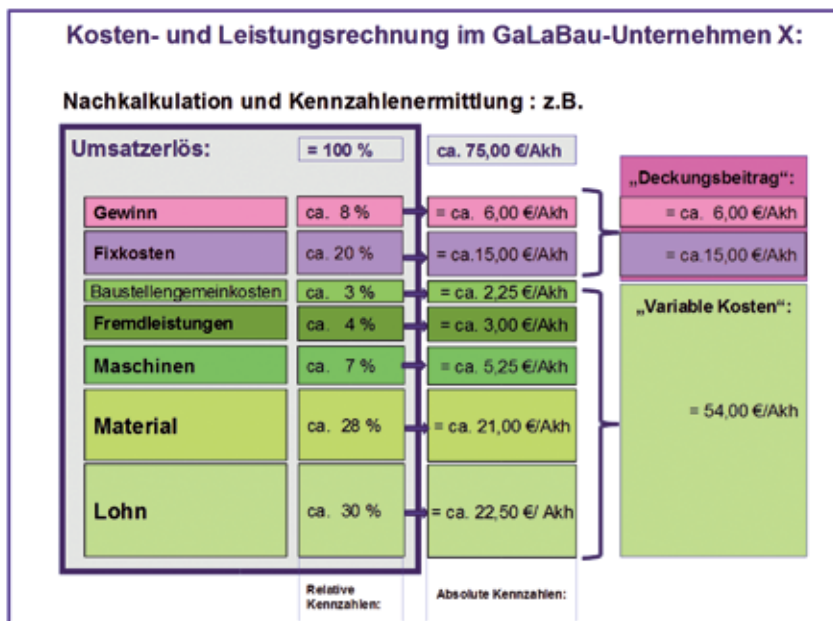 Kosten- und Leistungsrechnung im GaLaBau-Unternehmen X:
Nachkalkulation und Kennzahlenermittlung : z.B.
Umsatzerlös: = 100 % ca. 75,00 €/Akh
„Deckungsbeitrag“:
Gewinn ca. 8 % = ca. 6,00 €/Akh = ca. 6,00 €/Akh
Fixkosten ca. 20 % = ca.15,00 €/Akh = ca.15,00 €/Akh
Baustellengemeinkosten ca. 3 % = ca. 2,25 €/Akh
„Variable Kosten“:
Fremdleistungen ca. 4 % = ca. 3,00 €/Akh
Maschinen ca. 7 % = ca. 5,25 €/Akh
= 54,00 €/Akh
Material ca. 28 % = ca. 21,00 €/Akh
Lohn ca. 30 % = ca. 22,50 €/ Akh
Relative
Kennzahlen:
Absolute Kennzahlen: